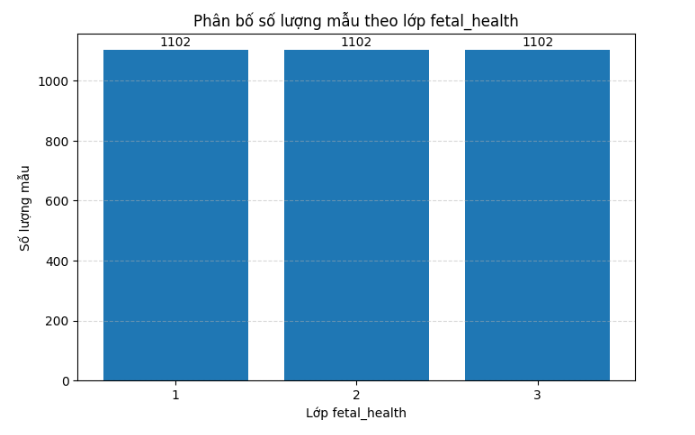 Phân bố số lượng mẫu theo lớp fetal_health
1102 1102 1102
1000
800
600
400
200
0
Số lượng mẫu
1 2 3
Lớp fetal_health